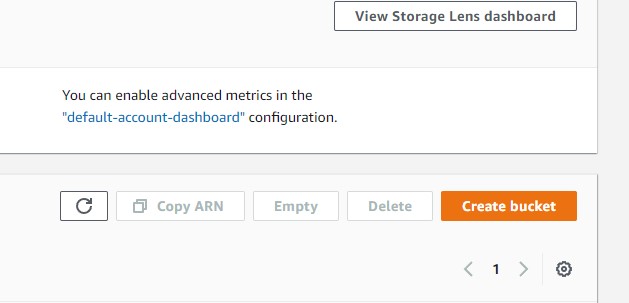 View Storage Lens dashboard
You can enable advanced metrics in the
"default-account-dashboard" configuration.
Copy ARN
Empty
Delete
Create bucket
1